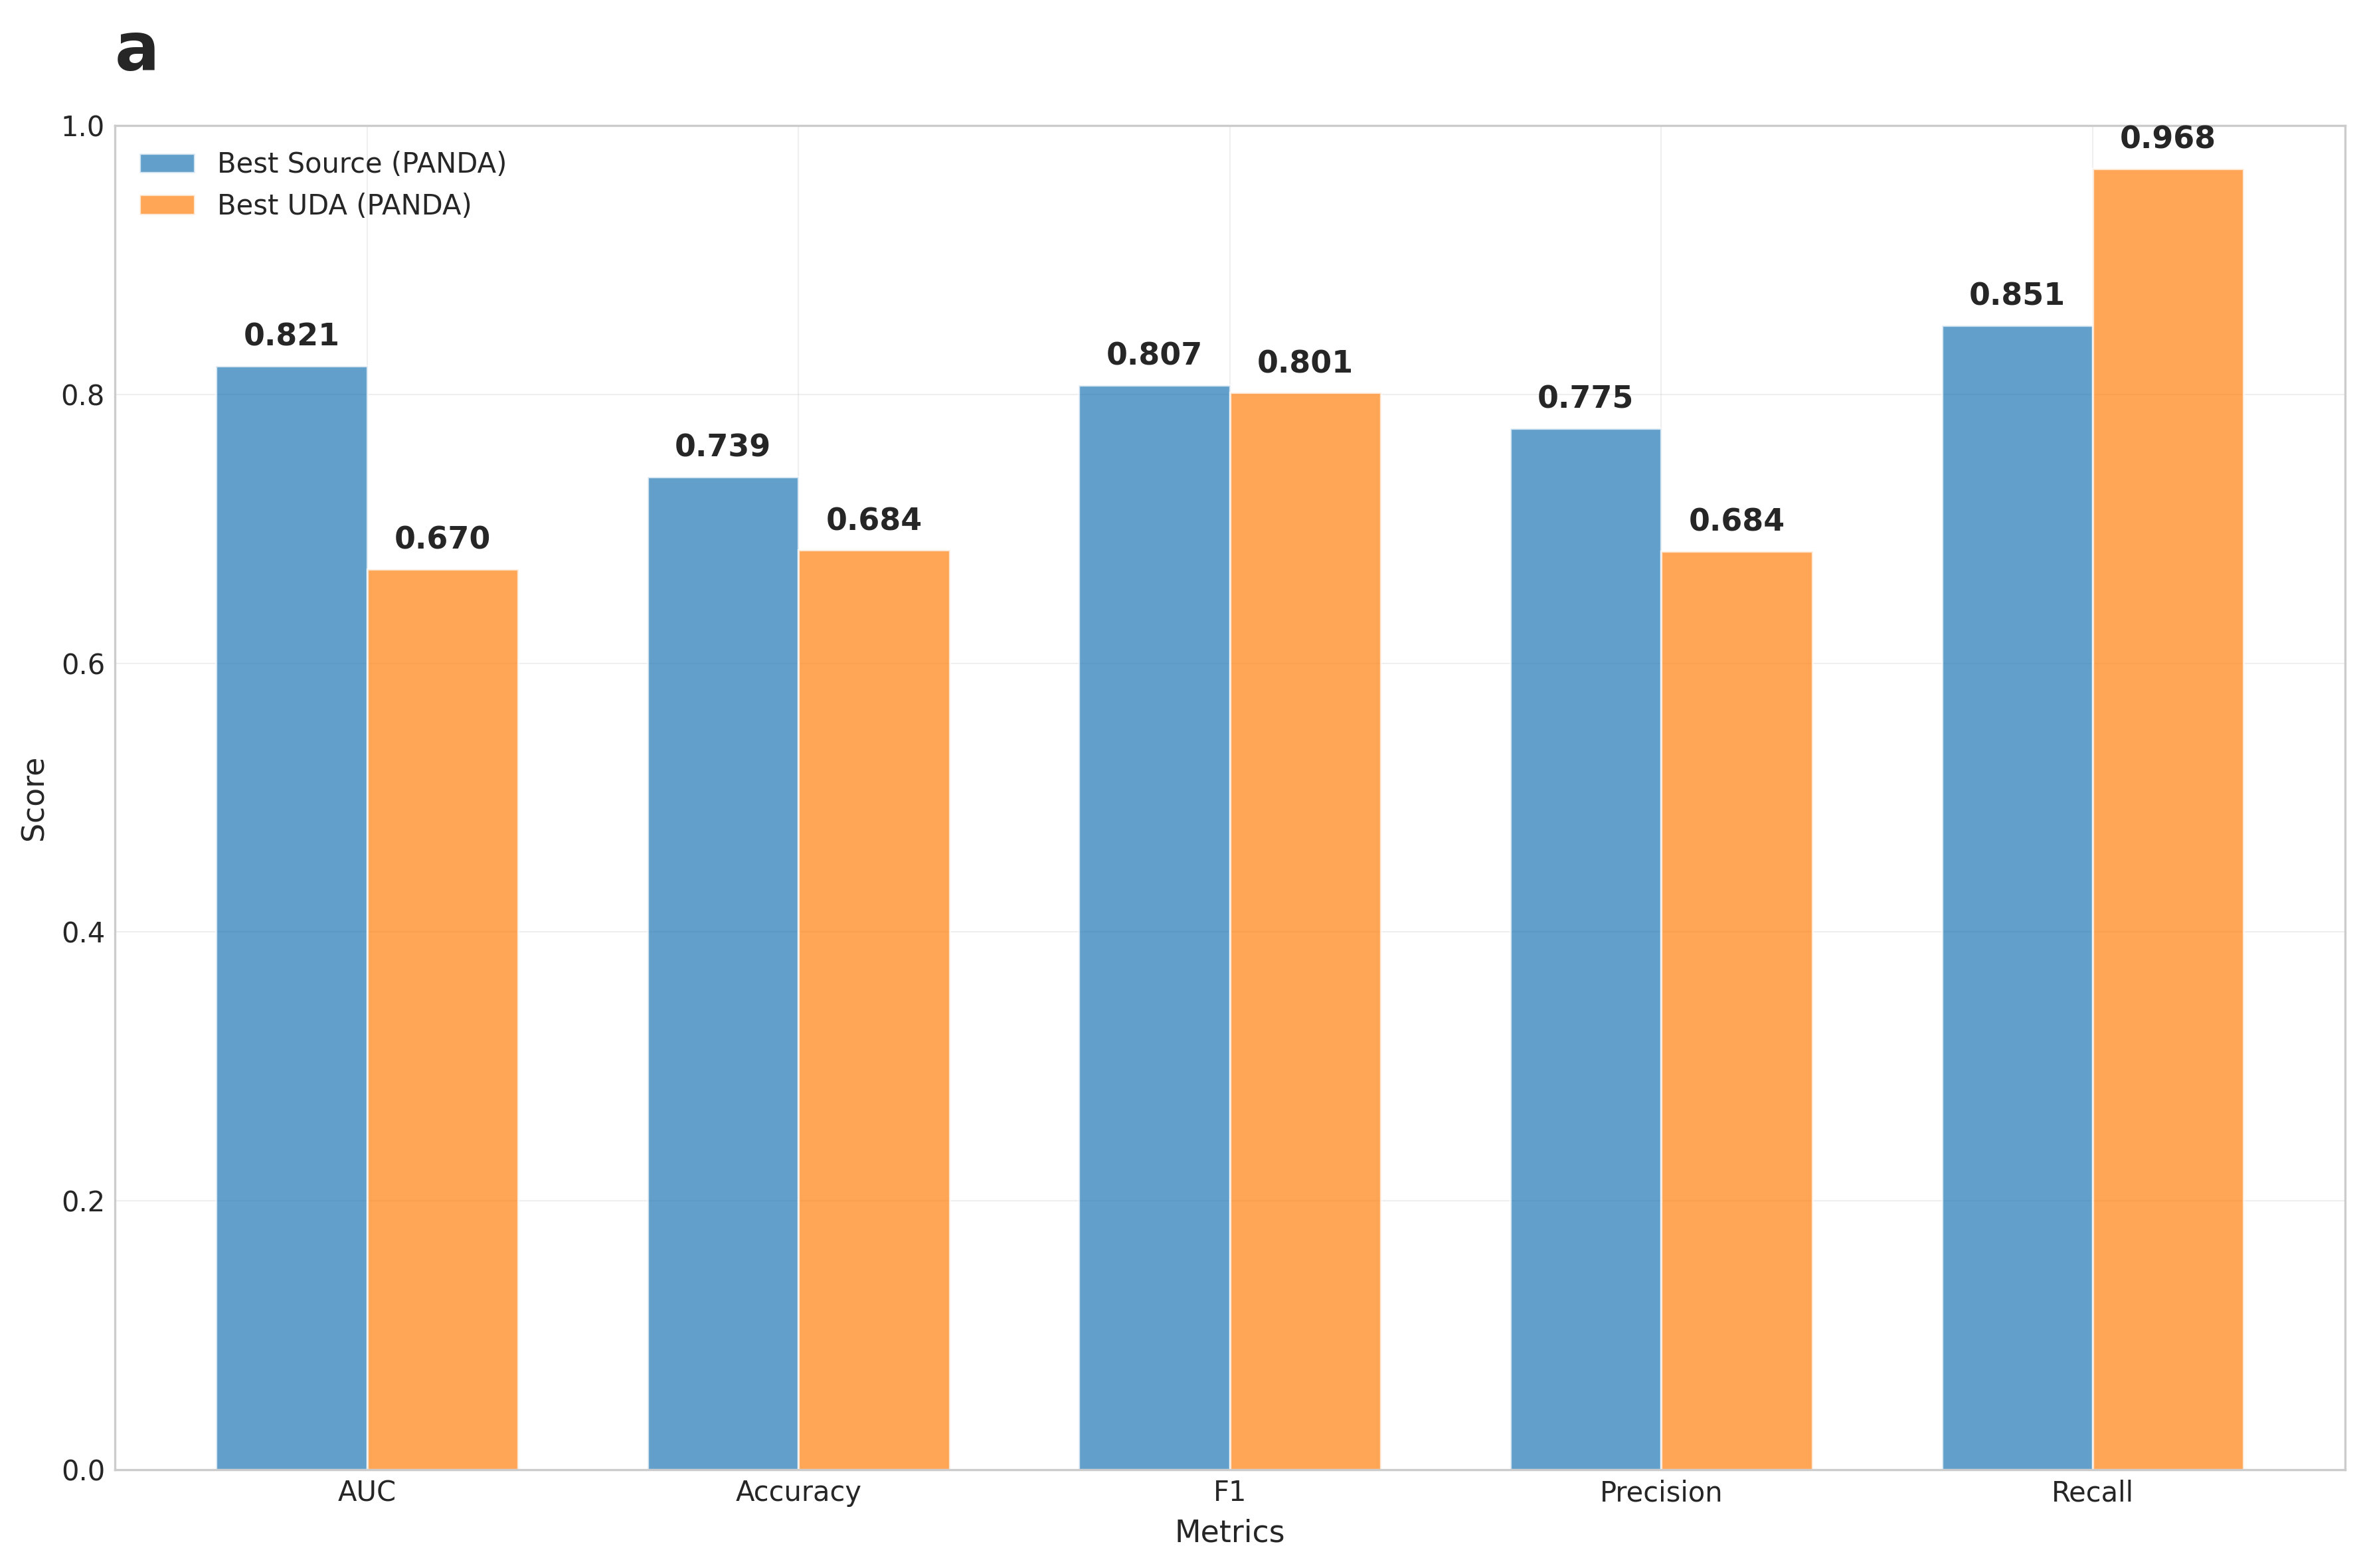 a
1.0
0.8
0.6
0.4
0.2
0.0
Score
Best Source (PANDA)
Best UDA (PANDA)
0.821
0.670
0.739
0.684
0.807
0.801
0.775
0.684
0.851
0.968
AUC
Accuracy
F1
Precision
Recall
Metrics